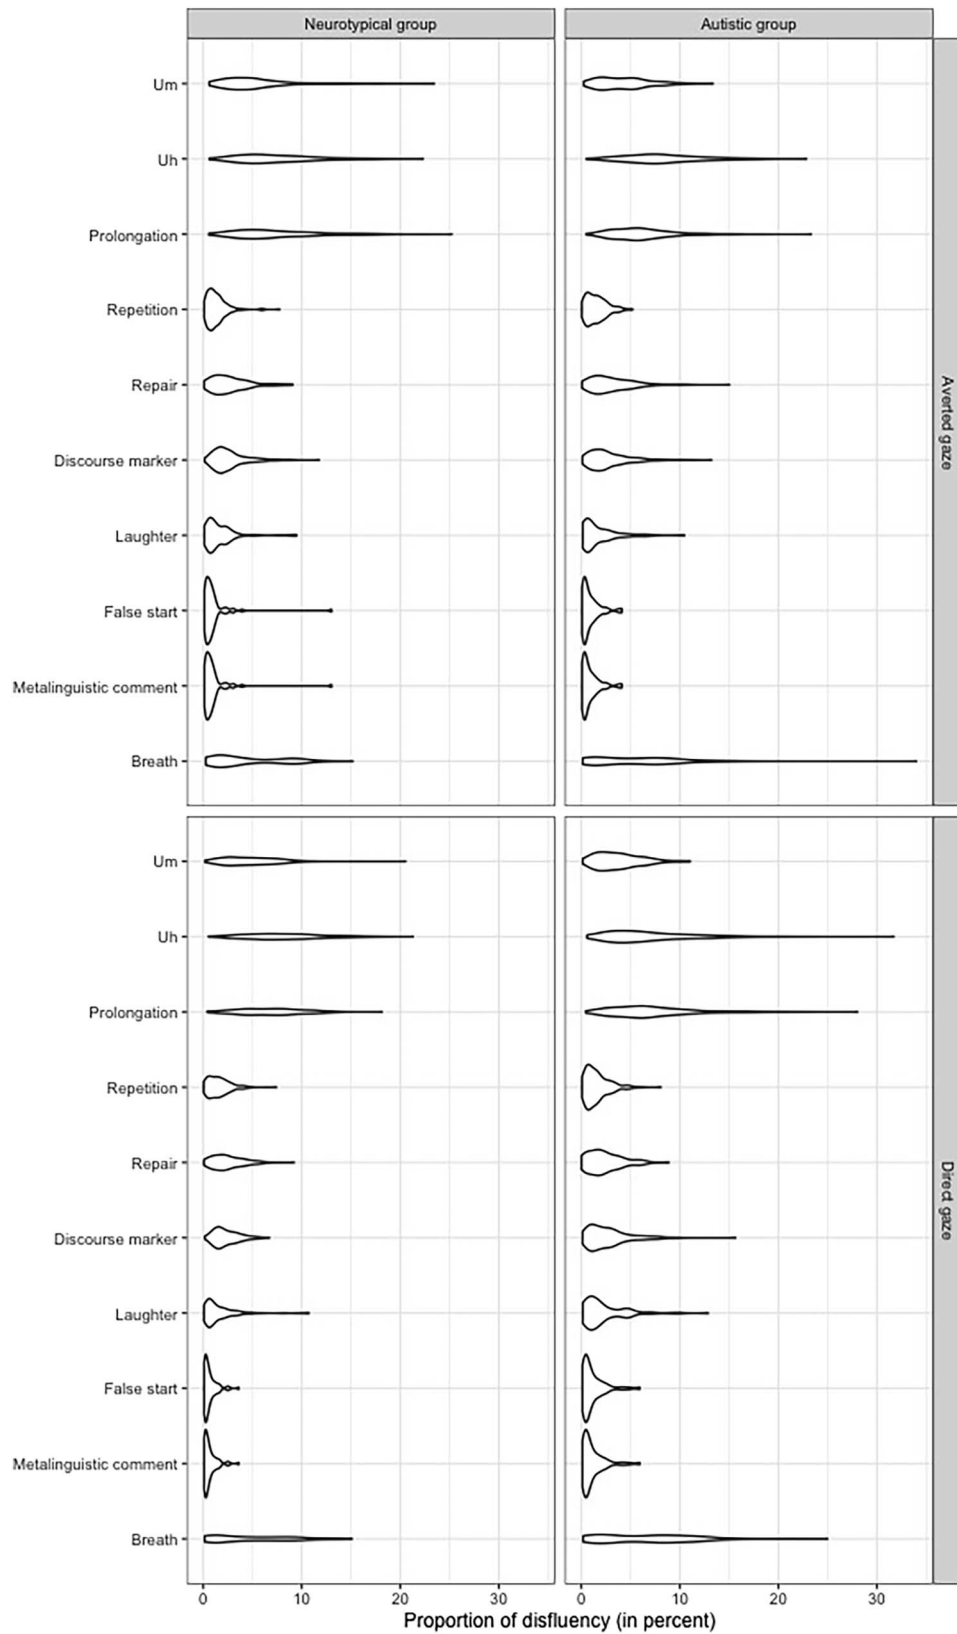 Neurotypical group
Autistic group
Um
Uh
Prolongation
Repetition
Repair
Discourse marker
Laughter
False start
Metalinguistic comment
Breath
Averted gaze
Um
Uh
Prolongation
Repetition
Repair
Discourse marker
Laughter
False start
Metalinguistic comment
Breath
Direct gaze
0 10 20 30
0 10 20 30
Proportion of disfluency (in percent)